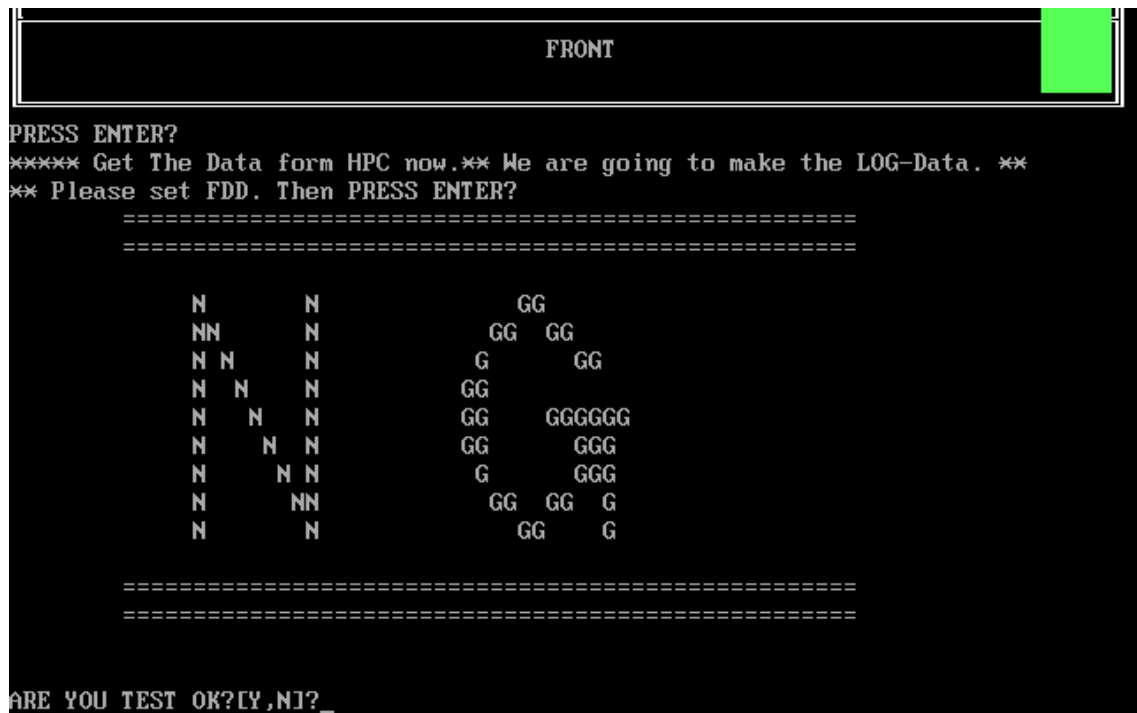 FRONT
PRESS ENTER?
***** Get The Data form HPC now.** We are going to make the LOG-Data. **
** Please set FDD. Then PRESS ENTER?
====================================================
====================================================
N       N              GG
NN      N            GG  GG
N N     N           G      GG
N  N    N          GG
N   N   N          GG    GGGGGG
N    N  N          GG      GGG
N     N N           G      GGG
N      NN            GG  GG  G
N       N              GG    G
====================================================
====================================================
ARE YOU TEST OK?[Y,N]?_